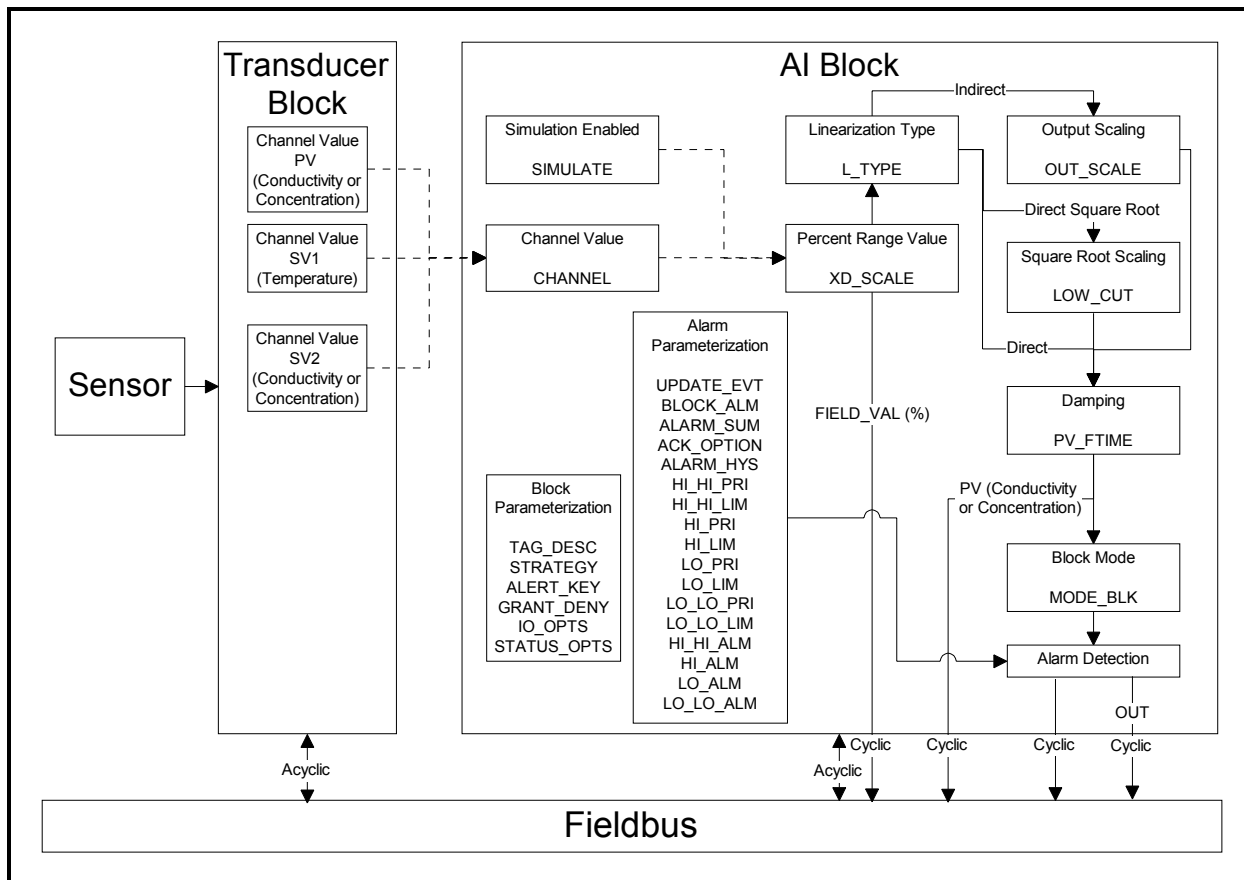 Transducer
Block
Channel Value
PV
(Conductivity or
Concentration)
Channel Value
SV1
(Temperature)
Channel Value
SV2
(Conductivity or
Concentration)
Sensor
AI Block
Simulation Enabled
SIMULATE
Channel Value
CHANNEL
Linearization Type
L_TYPE
Percent Range Value
XD_SCALE
Indirect
Output Scaling
OUT_SCALE
Direct Square Root
Square Root Scaling
LOW_CUT
Direct
Damping
PV_FTIME
FIELD_VAL (%)
PV (Conductivity
or Concentration)
Block Mode
MODE_BLK
Alarm Detection
OUT
Block
Parameterization
TAG_DESC
STRATEGY
ALERT_KEY
GRANT_DENY
IO_OPTS
STATUS_OPTS
Alarm
Parameterization
UPDATE_EVT
BLOCK_ALM
ALARM_SUM
ACK_OPTION
ALARM_HYS
HI_HI_PRI
HI_HI_LIM
HI_PRI
HI_LIM
LO_PRI
LO_LIM
LO_LO_PRI
LO_LO_LIM
HI_HI_ALM
HI_ALM
LO_ALM
LO_LO_ALM
Acyclic
Acyclic
Cyclic
Cyclic
Cyclic
Cyclic
Fieldbus